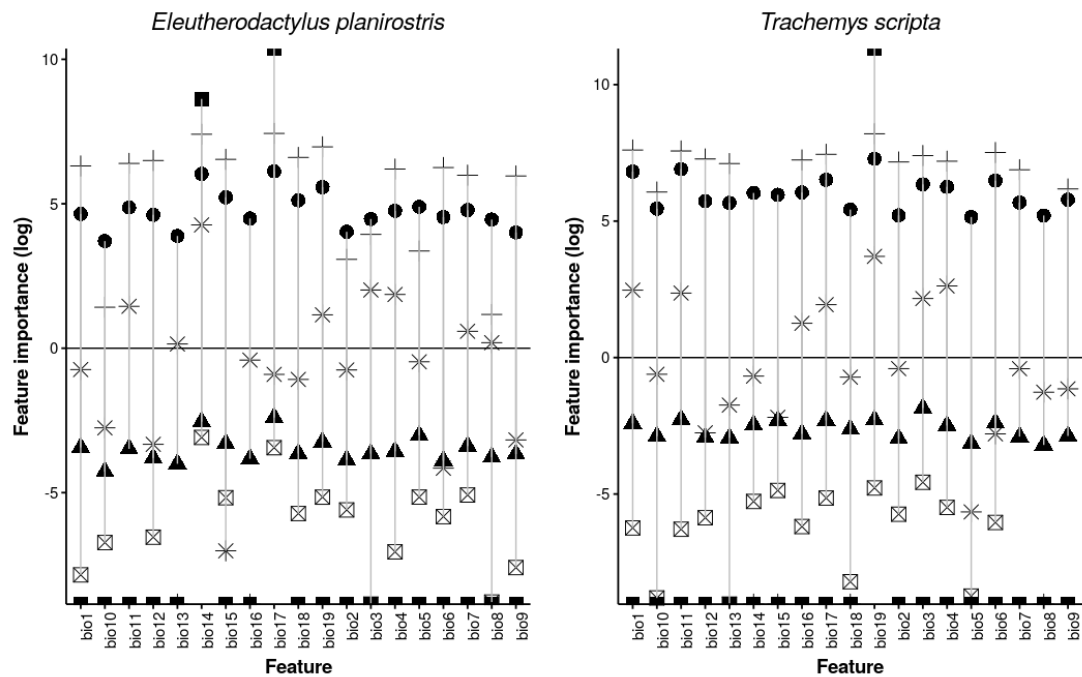 Eleutherodactylus planirostris
Trachemys scripta
Feature importance (log)
10
5
0
-5
bio1
bio10
bio11
bio12
bio13
bio14
bio15
bio16
bio17
bio18
bio19
bio2
bio3
bio4
bio5
bio6
bio7
bio8
bio9
Feature
Feature importance (log)
10
5
0
-5
bio1
bio10
bio11
bio12
bio13
bio14
bio15
bio16
bio17
bio18
bio19
bio2
bio3
bio4
bio5
bio6
bio7
bio8
bio9
Feature